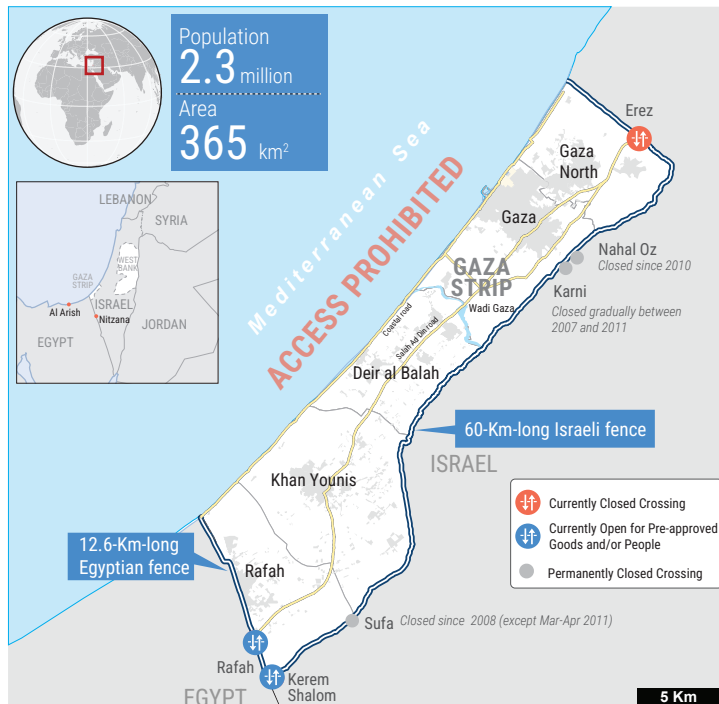 Population
2.3 million
Area
365 km²
LEBANON
SYRIA
GAZA
STRIP
WEST
BANK
ISRAEL
Al Arish
Nitzana
JORDAN
EGYPT
Mediterranean Sea
ACCESS PROHIBITED
Erez
Gaza
North
Gaza
Nahal Oz
Closed since 2010
Karni
Closed gradually between
2007 and 2011
GAZA
STRIP
Wadi Gaza
Coastal road
Salah Ad Din road
Deir al Balah
60-Km-long Israeli fence
ISRAEL
Khan Younis
Currently Closed Crossing
Currently Open for Pre-approved
Goods and/or People
Permanently Closed Crossing
12.6-Km-long
Egyptian fence
Rafah
Sufa
Closed since 2008 (except Mar-Apr 2011)
Rafah
Kerem
Shalom
EGYPT
5 Km